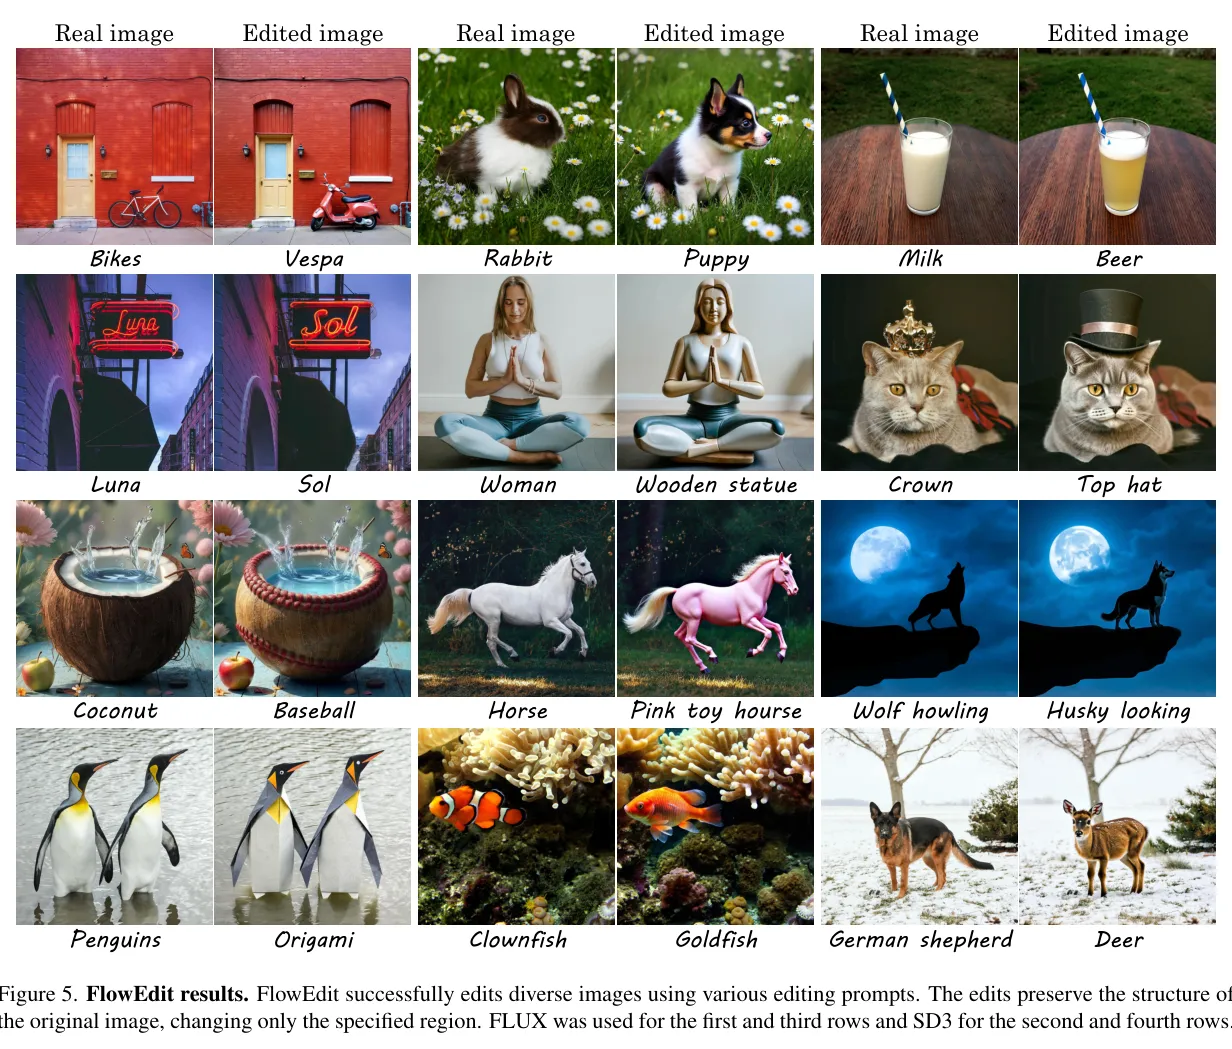 Real image Edited image Real image Edited image Real image Edited image
Bikes Vespa Rabbit Puppy Milk Beer
Luna Sol
Luna Sol Woman Wooden statue Crown Top hat
Coconut Baseball Horse Pink toy hourse Wolf howling Husky looking
Penguins Origami Clownfish Goldfish German shepherd Deer
Figure 5. FlowEdit results. FlowEdit successfully edits diverse images using various editing prompts. The edits preserve the structure of
the original image, changing only the specified region. FLUX was used for the first and third rows and SD3 for the second and fourth rows.